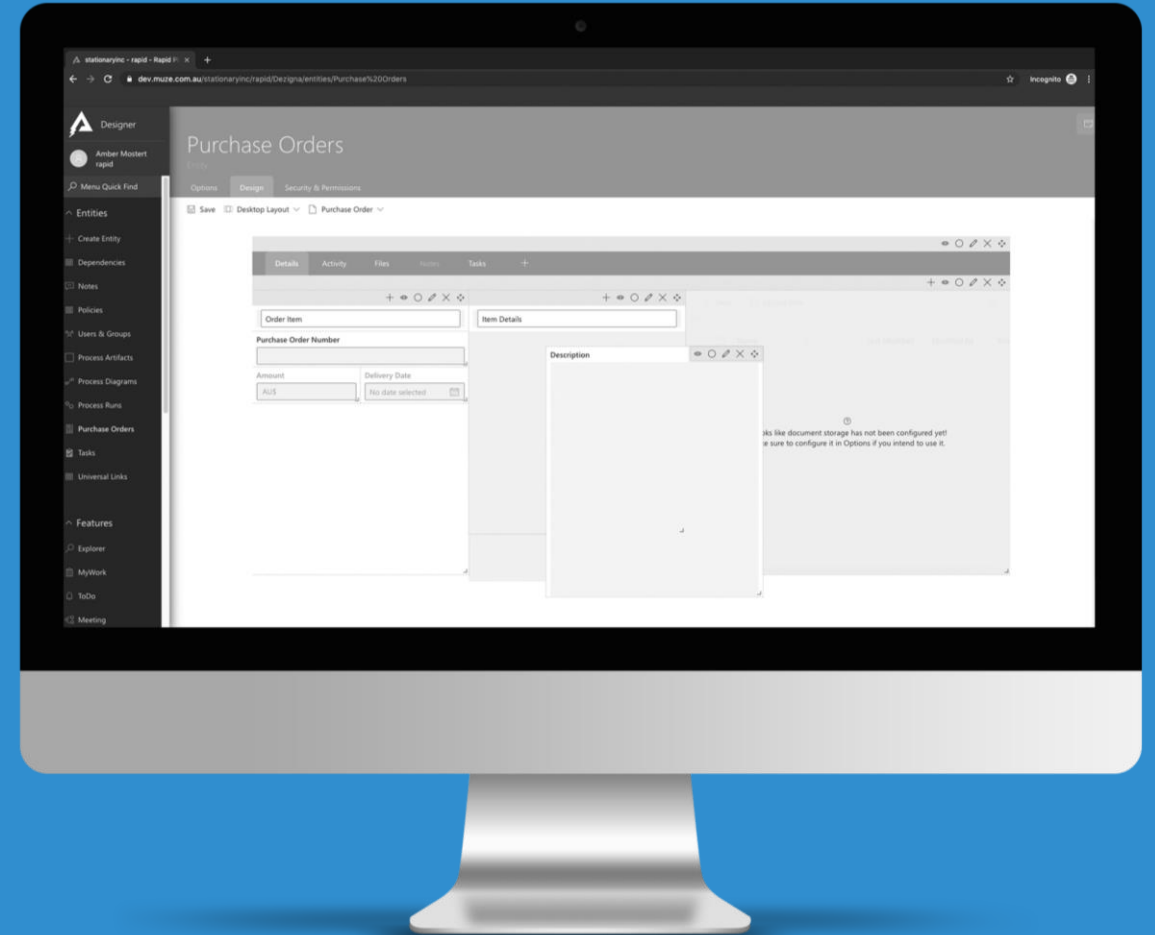 stationaryinc - rapid - Rapid
dev.muze.com.au/stationaryinc/rapid/Dezigna/entities/Purchase%20Orders
Incognito
Designer
Amber Mostert
rapid
Menu Quick Find
Entities
Create Entity
Dependencies
Notes
Policies
Users & Groups
Process Artifacts
Process Diagrams
Process Runs
Purchase Orders
Tasks
Universal Links
Features
Explorer
MyWork
ToDo
Meeting
Purchase Orders
Entity
Options Design Security & Permissions
Save Desktop Layout Purchase Order
Details Activity Files Notes Tasks
Order Item
Item Details
Purchase Order Number
Amount Delivery Date
AU$ No date selected
Description
like document storage has not been configured yet!
sure to configure it in Options if you intend to use it.